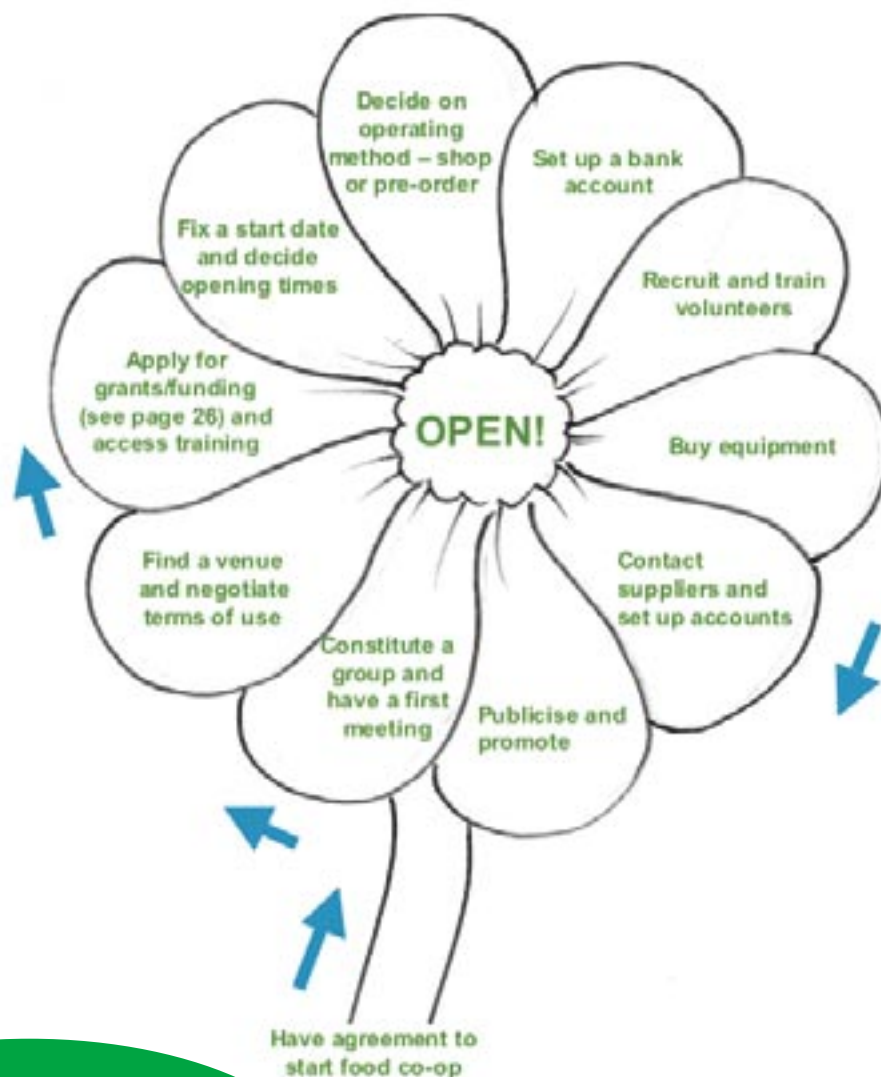 Decide on
operating
method – shop
or pre-order
Set up a bank
account
Fix a start date
and decide
opening times
Recruit and train
volunteers
Apply for
grants/funding
(see page 26) and
access training
OPEN!
Buy equipment
Find a venue
and negotiate
terms of use
Contact
suppliers and
set up accounts
Constitute a
group and
have a first
meeting
Publicise and
promote
Have agreement to
start food co-op